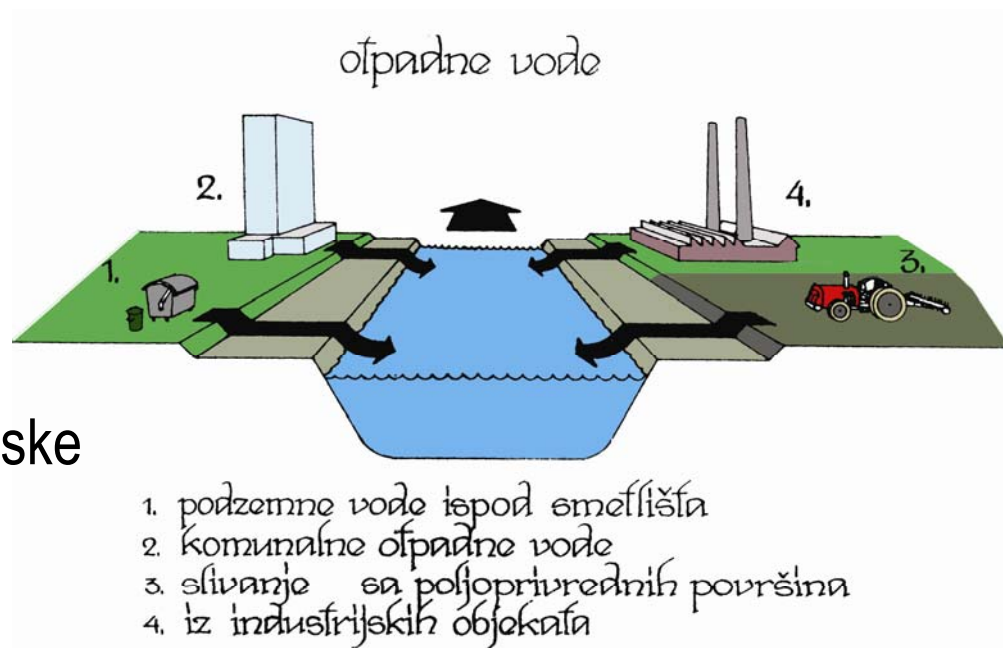 otpadne vode
2.
4.
1.
3.
ske
1. podzemne vode ispod smetlišta
2. komunalne otpadne vode
3. slivanje sa poljoprivrednih površina
4. iz industrijskih objekata